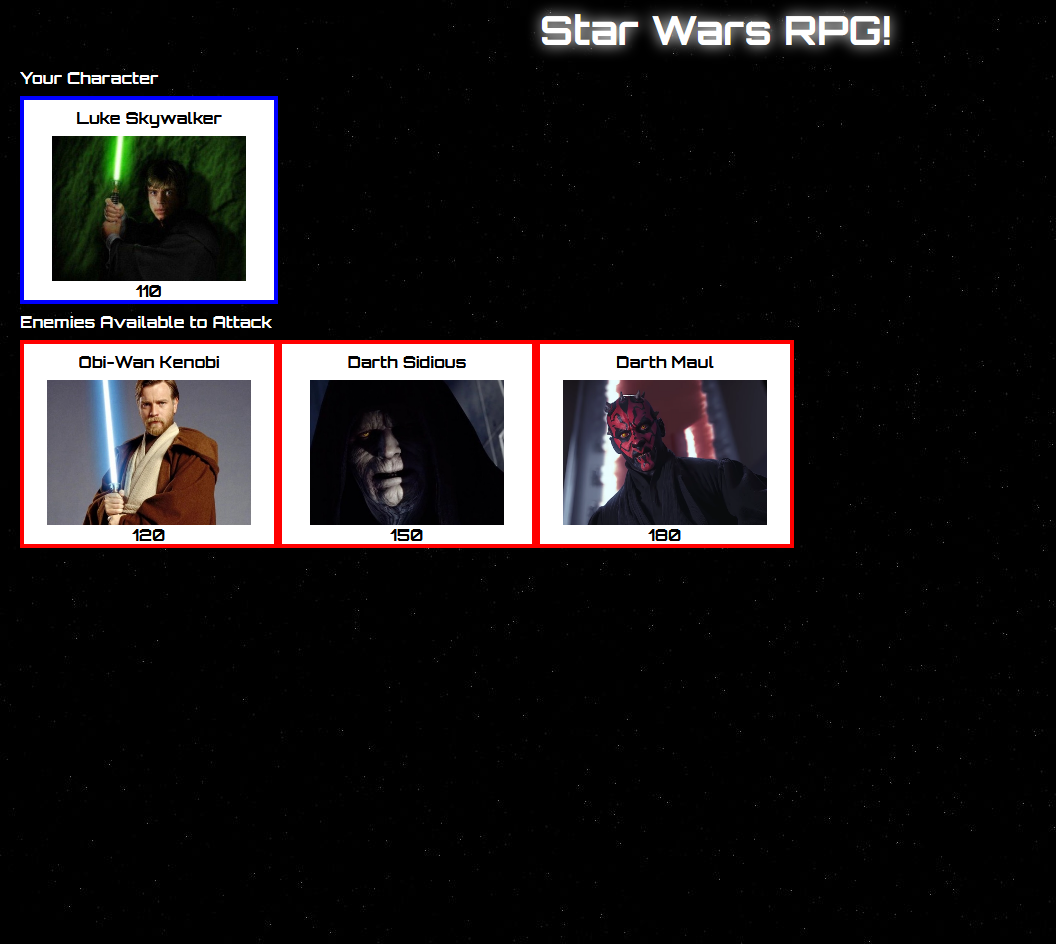 Star Wars RPG!
Your Character
Luke Skywalker
110
Enemies Available to Attack
Obi-Wan Kenobi
Darth Sidious
Darth Maul
120
150
180